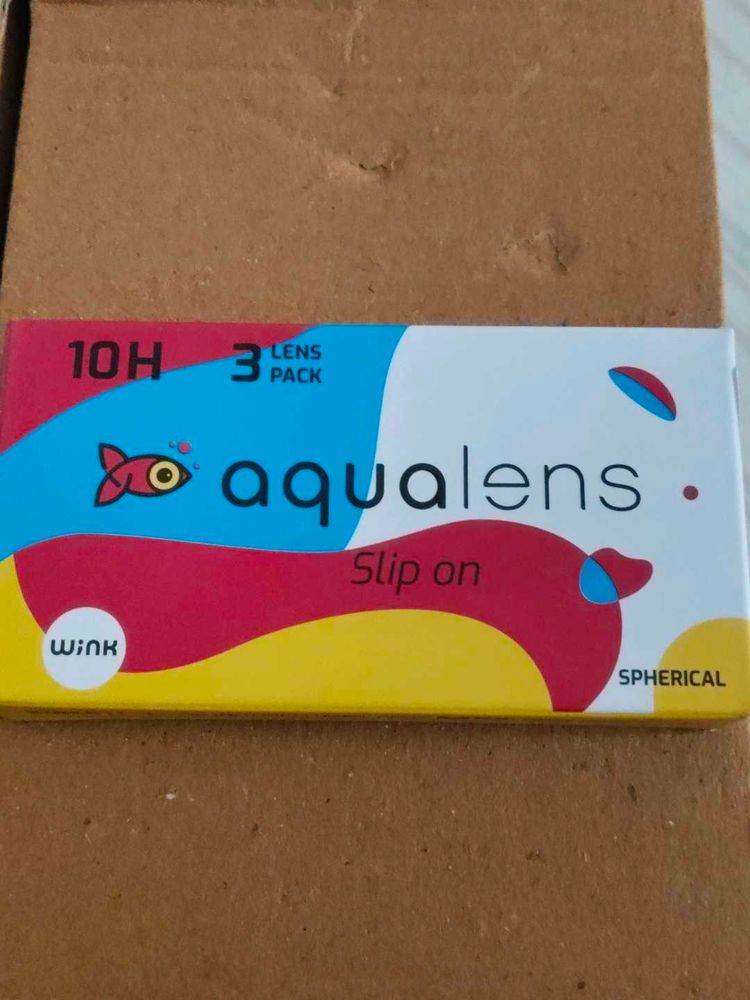 10H
3 LENS
PACK
aqualens
Slip on
wink
SPHERICAL